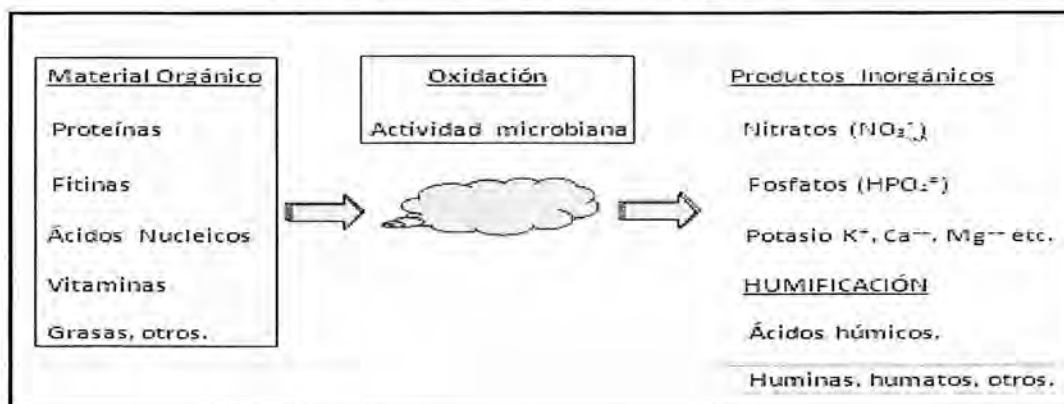 Material Orgánico
Proteínas
Fitinas
Ácidos Nucleicos
Vitaminas
Grasas, otros.
Oxidación
Actividad microbiana
Productos Inorgánicos
Nitratos (NO₃⁻)
Fosfatos (HPO₄⁼)
Potasio K⁺, Ca⁺⁺, Mg⁺⁺ etc.
HUMIFICACIÓN
Ácidos húmicos.
Huminas, humatos, otros.